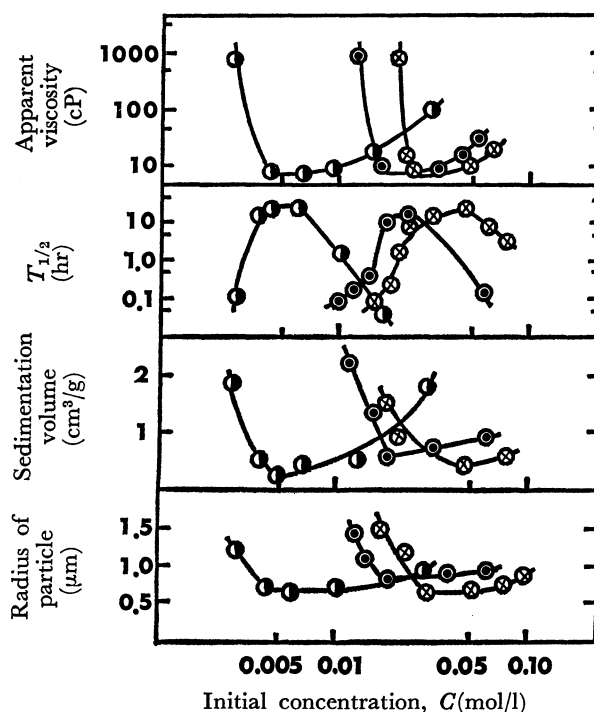 Apparent
viscosity
(cP)
1000
100
10
T1/2
(hr)
10
1.0
0.1
Sedimentation
volume
(cm³/g)
2
1
Radius of
particle
((μm)
1.5
1.0
0.5
0.005 0.01 0.05 0.10
Initial concentration, C(mol/l)